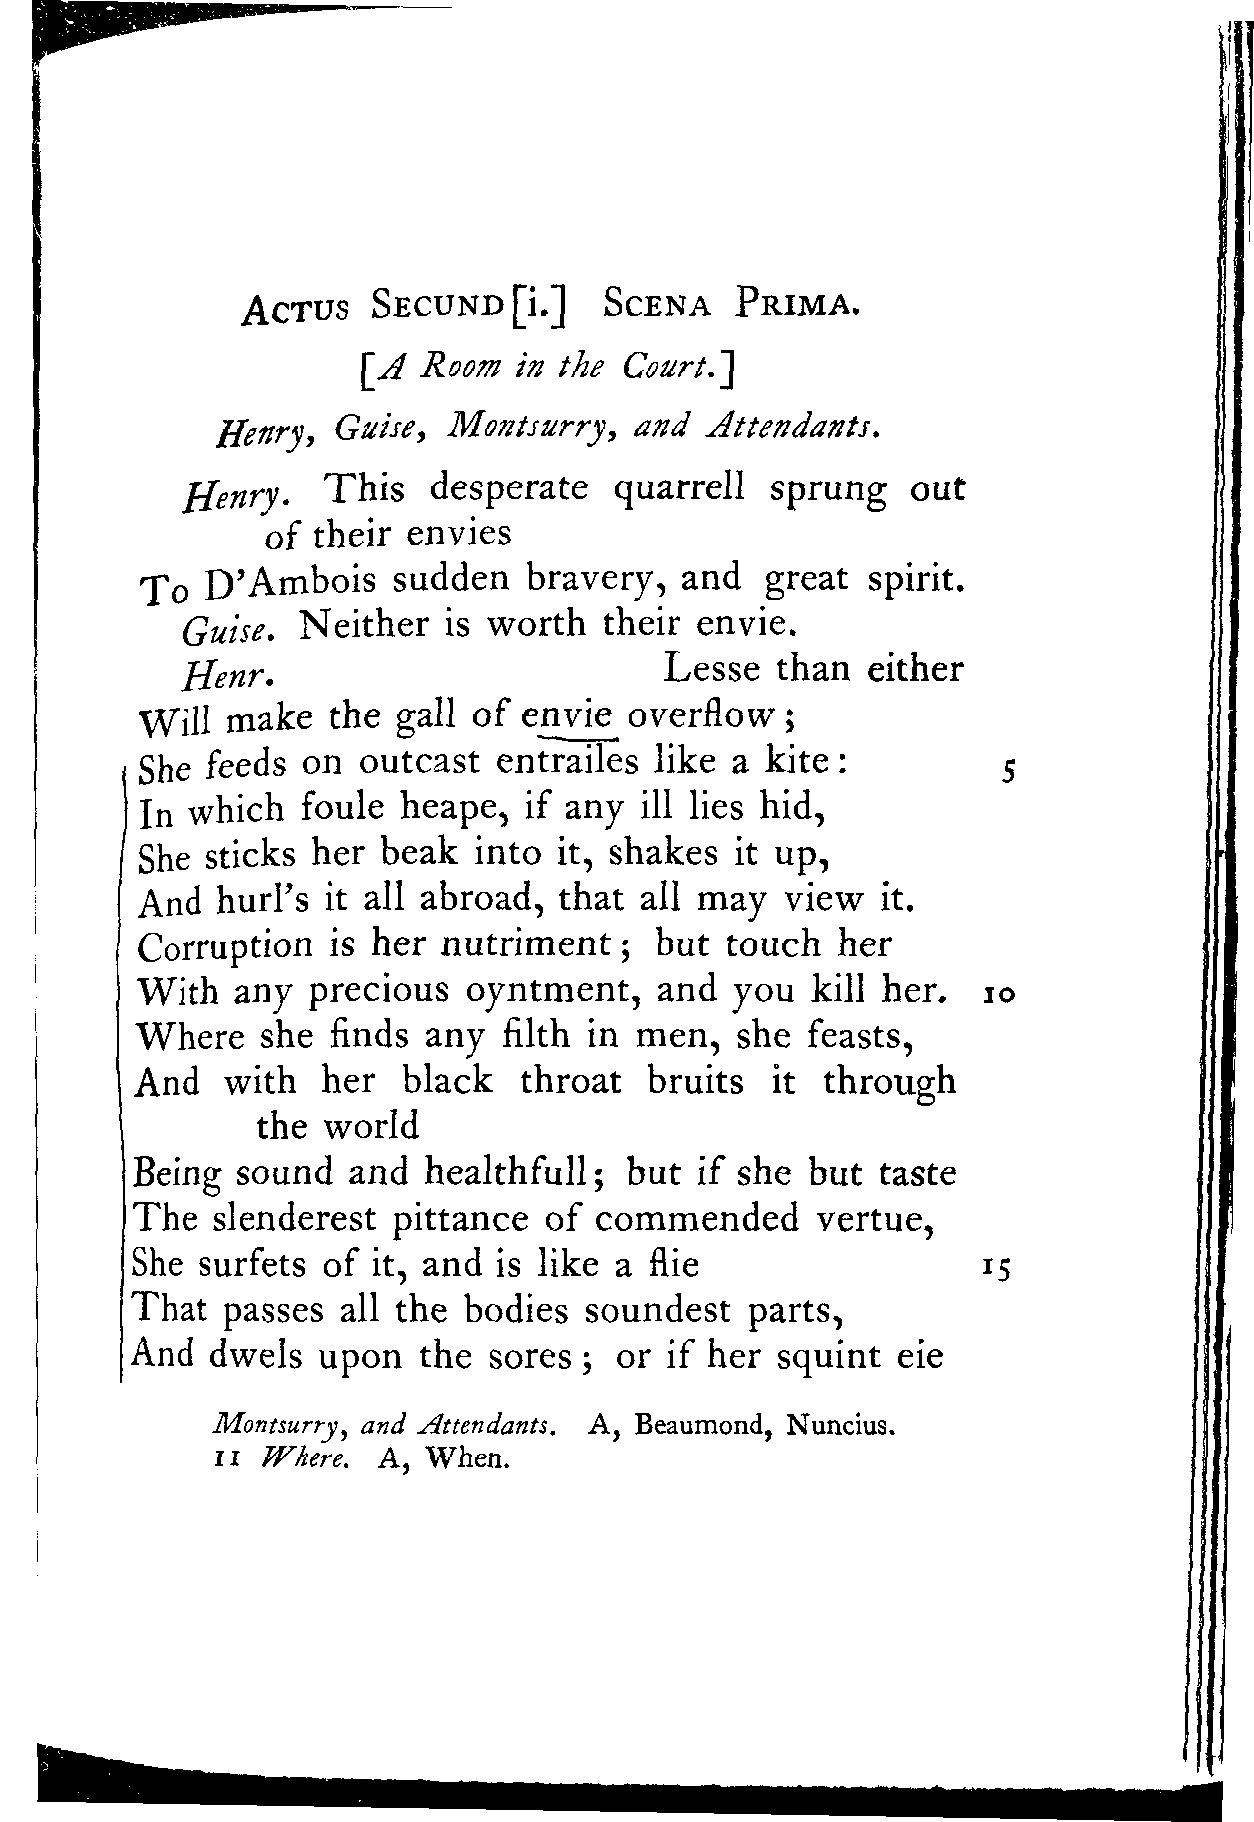 Actus Secund[i.] Scena Prima.
[A Room in the Court.]
Henry, Guise, Montsurry, and Attendants.
Henry. This desperate quarrell sprung out
of their envies
To D'Ambois sudden bravery, and great spirit.
Guise. Neither is worth their envie.
Henr. Lesse than either
Will make the gall of envie overflow;
She feeds on outcast entrailes like a kite: 5
In which foule heape, if any ill lies hid,
She sticks her beak into it, shakes it up,
And hurl's it all abroad, that all may view it.
Corruption is her nutriment; but touch her
With any precious oyntment, and you kill her. 10
Where she finds any filth in men, she feasts,
And with her black throat bruits it through
the world
Being sound and healthfull; but if she but taste
The slenderest pittance of commended vertue,
She surfets of it, and is like a flie 15
That passes all the bodies soundest parts,
And dwels upon the sores; or if her squint eie
Montsurry, and Attendants. A, Beaumond, Nuncius.
11 Where. A, When.